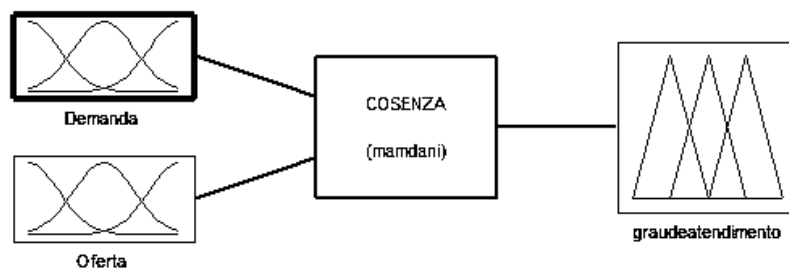 Demanda
COSENZA
(mamdani)
Oferta
graudeatendimento